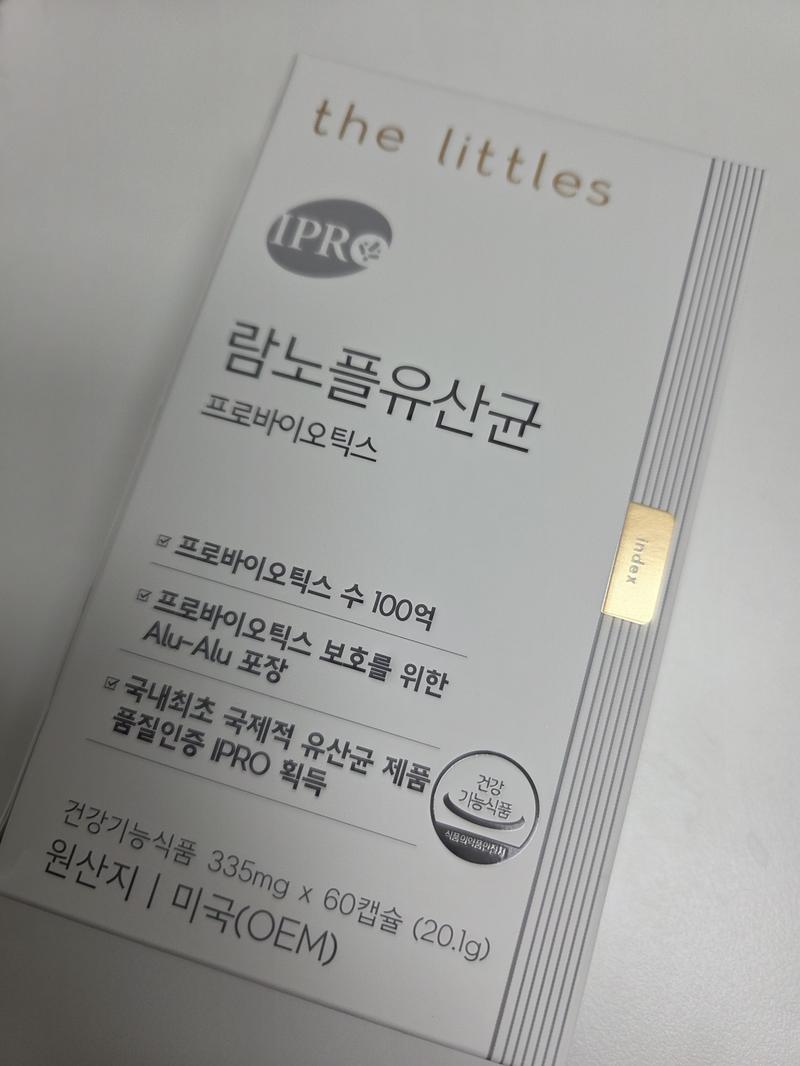 the littles
IPRO
람노플유산균
프로바이오틱스
index
프로바이오틱스 수 100억
프로바이오틱스 보호를 위한
Alu-Alu 포장
국내최초 국제적 유산균 제품
품질인증 IPRO 획득
건강
기능식품
식품의약품안전처
건강기능식품 335mg x 60캡슐 (20.1g)
원산지 | 미국(OEM)